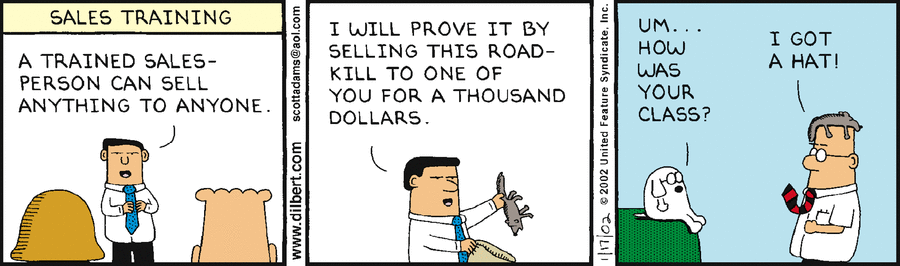 SALES TRAINING
A TRAINED SALES-
PERSON CAN SELL
ANYTHING TO ANYONE.
www.dilbert.com scottadams@aol.com
I WILL PROVE IT BY
SELLING THIS ROAD-
KILL TO ONE OF
YOU FOR A THOUSAND
DOLLARS.
1/17/02 © 2002 United Feature Syndicate, Inc.
UM...
HOW
WAS
YOUR
CLASS?
I GOT
A HAT!